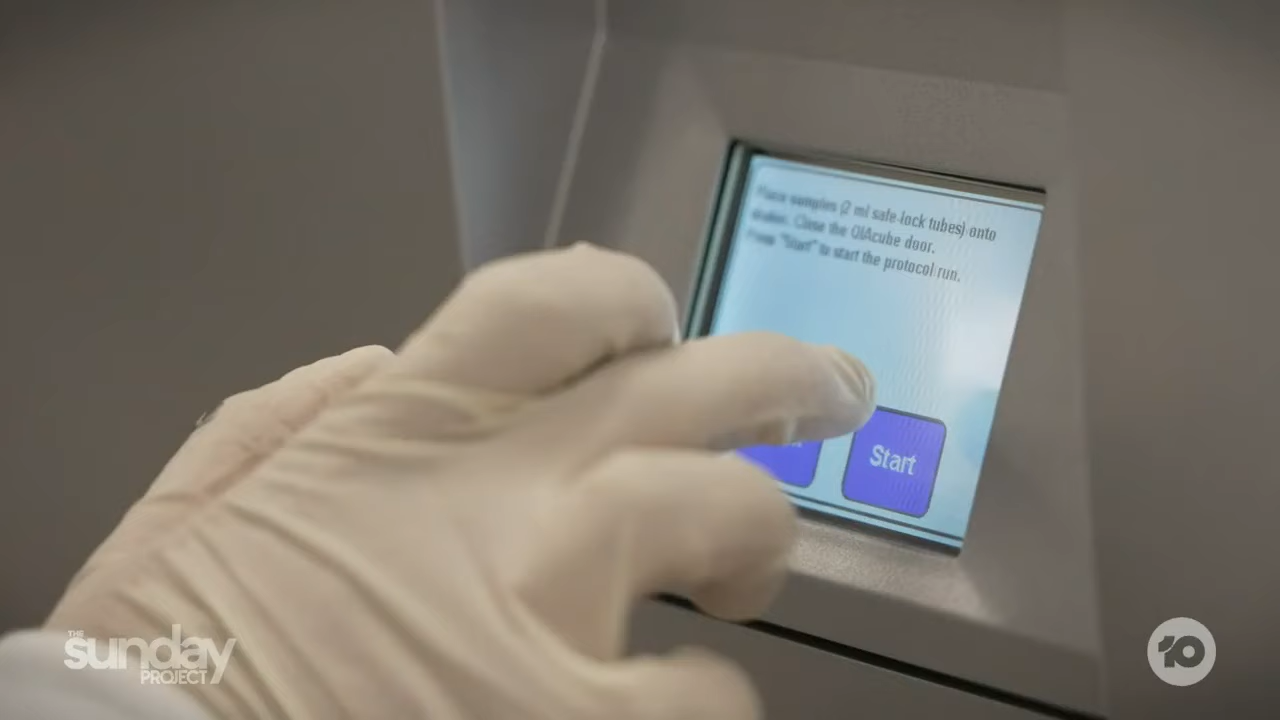 Place samples (2 ml safe-lock tubes) onto
shaker. Close the QIAcube door.
Press "Start" to start the protocol run.
Start
THE
sunday
PROJECT
10